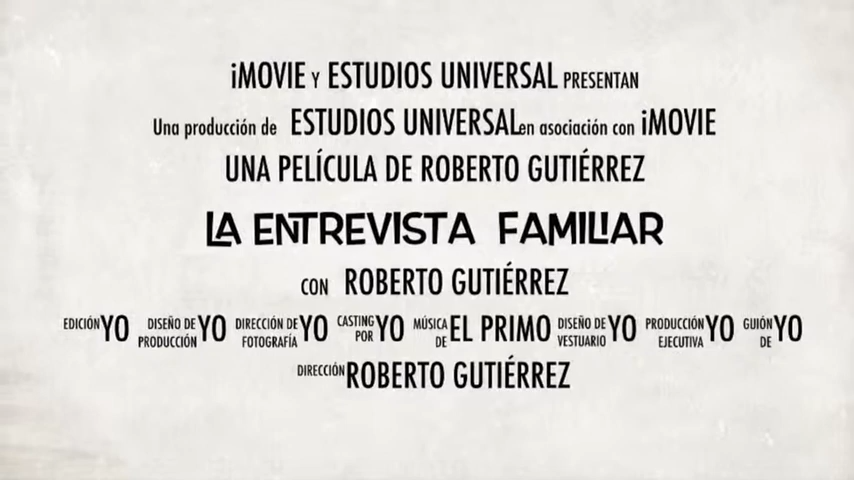 iMOVIE Y ESTUDIOS UNIVERSAL PRESENTAN
Una producción de ESTUDIOS UNIVERSAL en asociación con iMOVIE
UNA PELÍCULA DE ROBERTO GUTIÉRREZ
LA ENTREVISTA FAMILIAR
CON ROBERTO GUTIÉRREZ
EDICIÓN YO DISEÑO DE PRODUCCIÓN YO DIRECCIÓN DE FOTOGRAFÍA YO CASTING POR YO MÚSICA DE EL PRIMO DISEÑO DE VESTUARIO YO PRODUCCIÓN EJECUTIVA YO GUIÓN DE YO
DIRECCIÓN ROBERTO GUTIÉRREZ